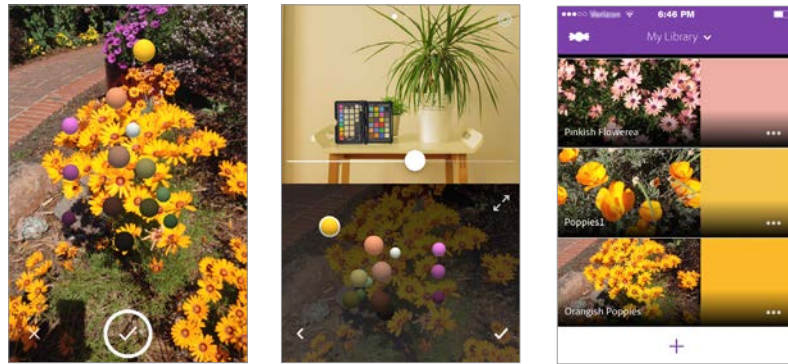 Verizon
6:46 PM
My Library
Pinkish Flowerea
Poppies1
Orangish Poppies